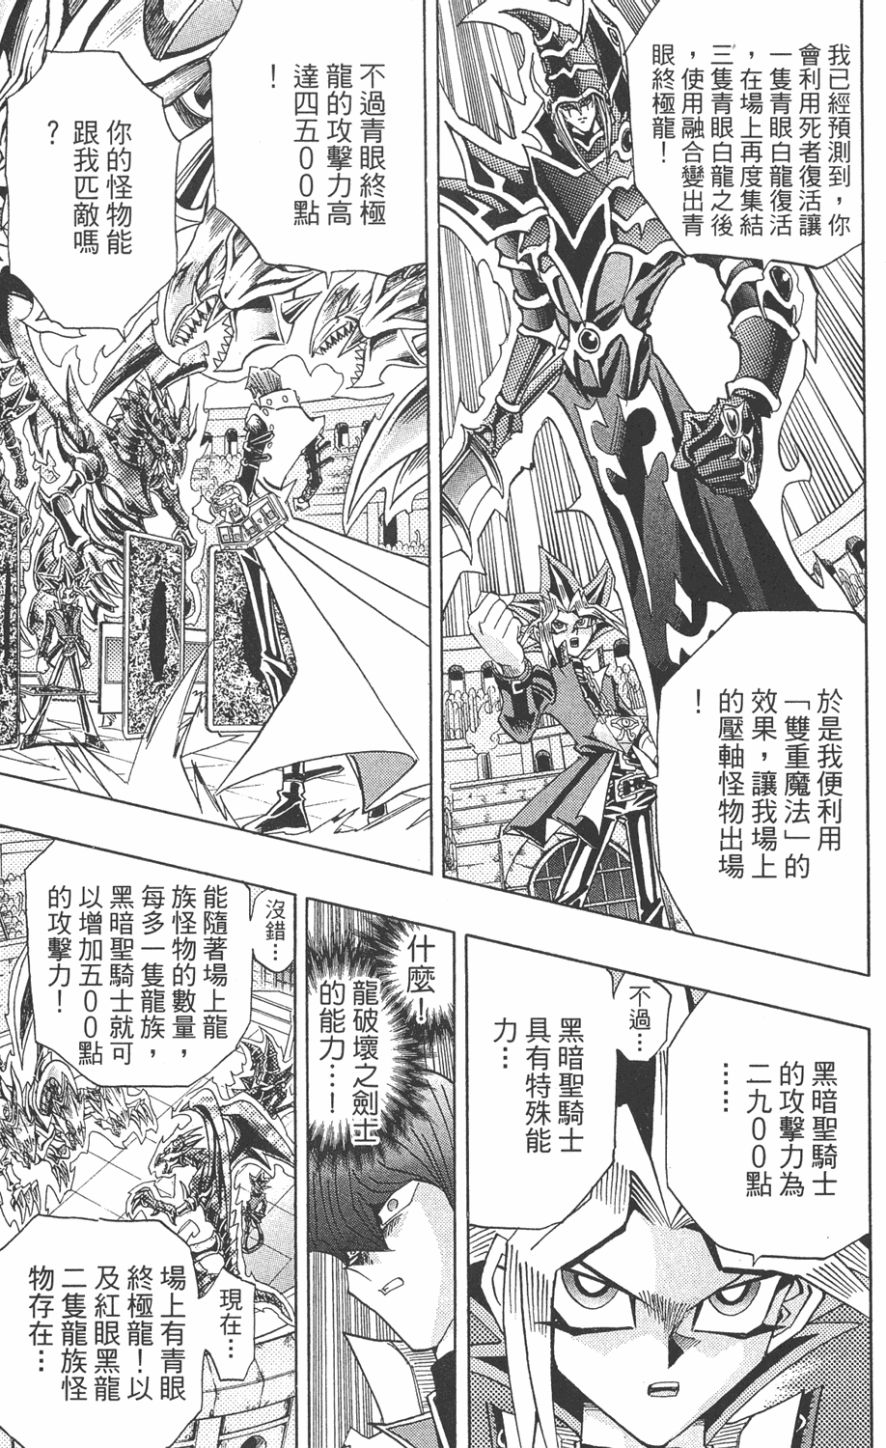 我已經預測到，你
會利用死者復活讓
一隻青眼白龍復活
，在場上再度集結
三隻青眼白龍之後
，使用融合變出青
眼終極龍！
於是我便利用
「雙重魔法」的
效果，讓我場上
的壓軸怪物出場
！
不過青眼終極
龍的攻擊力高
達四五00點
！
你的怪物能
跟我匹敵嗎
？
黑暗聖騎士
的攻擊力為
二九00點
……
不過…
黑暗聖騎士
具有特殊能
力…
什麼！
龍破壞之劍士
的能力…！
沒錯…
能隨著場上龍
族怪物的數量，
每多一隻龍族，
黑暗聖騎士就可
以增加五00點
的攻擊力！
現在…
場上有青眼
終極龍！以
及紅眼黑龍
二隻龍族怪
物存在…